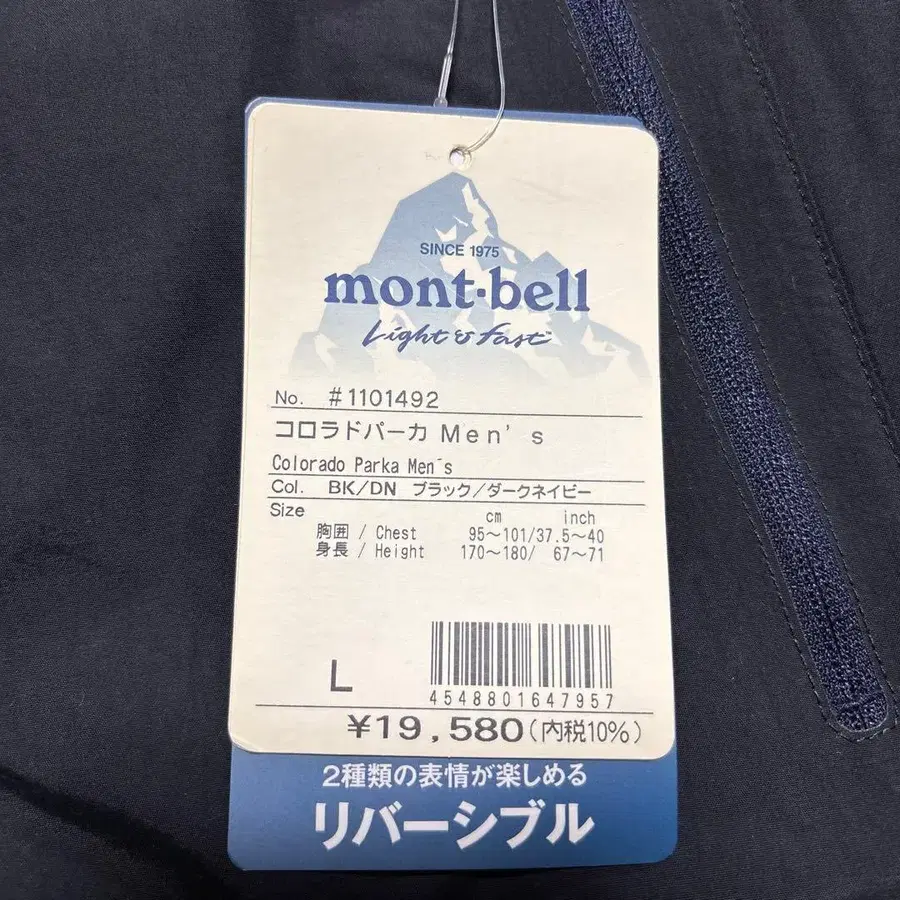 SINCE 1975
mont-bell
Light & Fast™
No. #1101492
コロラドパーカ Men's
Colorado Parka Men´s
Col. BK/DN ブラック/ダークネイビー
Size cm inch
胸囲 / Chest 95~101/37.5~40
身長 / Height 170~180/ 67~71
L
4548801647957
¥19,580(内税10%)
2種類の表情が楽しめる
リバーシブル